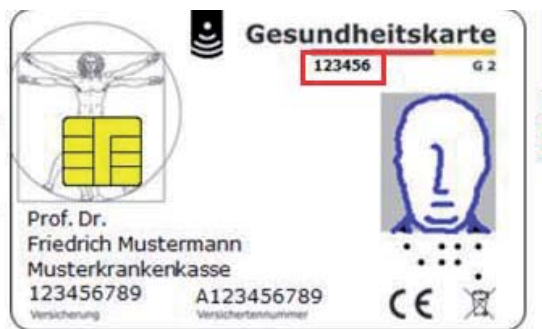 Gesundheitskarte
123456
G 2
Prof. Dr.
Friedrich Mustermann
Musterkrankenkasse
123456789 A123456789
Versicherung Versichertennummer
CE